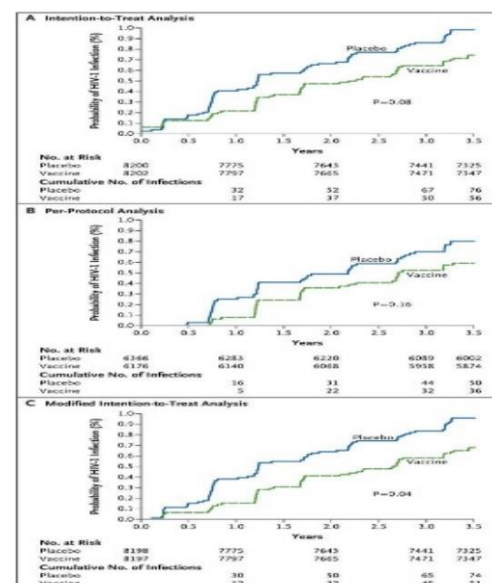 A Intention-to-Treat Analysis
Probability of HIV-1 Infection (%)
1.0
0.9
0.8
0.7
0.6
0.5
0.4
0.3
0.2
0.1
0.0
Placebo
Vaccine
P=0.08
0.0 0.5 1.0 1.5 2.0 2.5 3.0 3.5
Years
No. at Risk
Placebo 8200 7775 7643 7441 7325
Vaccine 8202 7797 7665 7471 7347
Cumulative No. of Infections
Placebo 32 52 67 76
Vaccine 17 37 50 56
B Per-Protocol Analysis
Probability of HIV-1 Infection (%)
1.0
0.9
0.8
0.7
0.6
0.5
0.4
0.3
0.2
0.1
0.0
Placebo
Vaccine
P=0.16
0.0 0.5 1.0 1.5 2.0 2.5 3.0 3.5
Years
No. at Risk
Placebo 6366 6283 6220 6089 6002
Vaccine 6176 6140 6068 5958 5874
Cumulative No. of Infections
Placebo 16 31 44 50
Vaccine 5 22 32 36
C Modified Intention-to-Treat Analysis
Probability of HIV-1 Infection (%)
1.0
0.9
0.8
0.7
0.6
0.5
0.4
0.3
0.2
0.1
0.0
Placebo
Vaccine
P=0.04
0.0 0.5 1.0 1.5 2.0 2.5 3.0 3.5
Years
No. at Risk
Placebo 8198 7775 7643 7441 7325
Vaccine 8197 7797 7665 7471 7347
Cumulative No. of Infections
Placebo 30 50 65 74
Vaccine